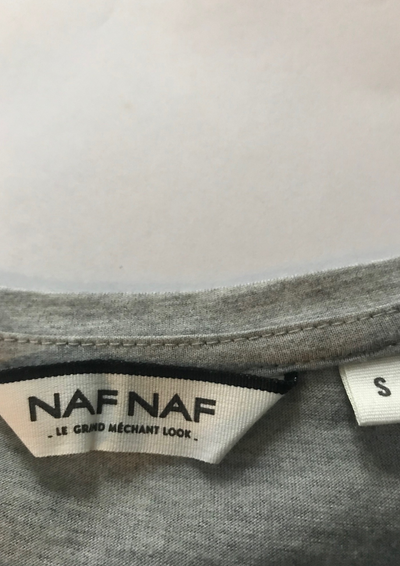 NAF NAF
- LE GRAND MÉCHANT LOOK -
S